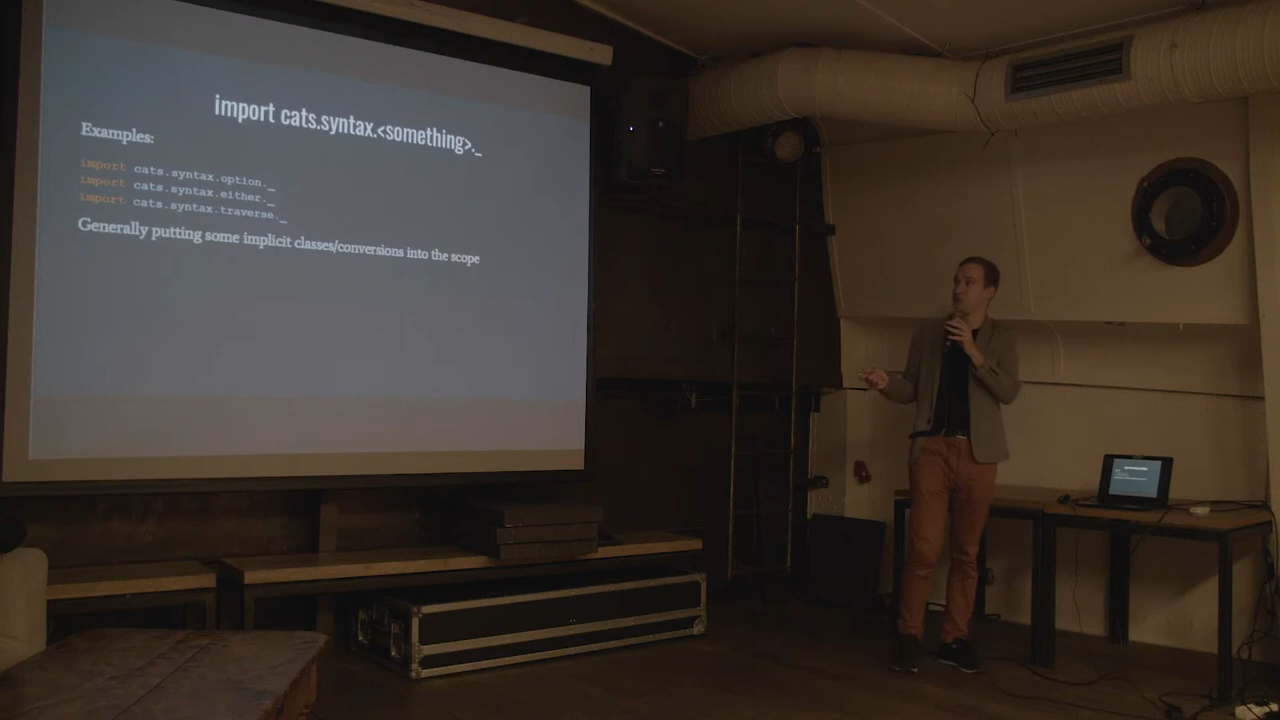 import cats.syntax.<something>._
Examples:
import cats.syntax.option._
import cats.syntax.either._
import cats.syntax.traverse._
Generally putting some implicit classes/conversions into the scope